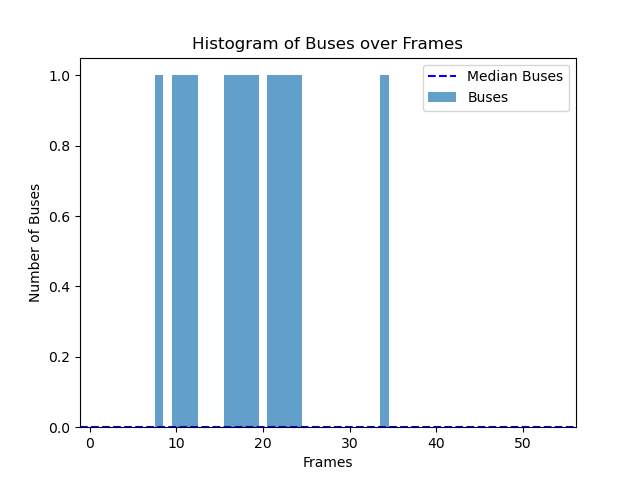 Histogram of Buses over Frames
Median Buses
Buses
Number of Buses
1.0
0.8
0.6
0.4
0.2
0.0
0 10 20 30 40 50
Frames